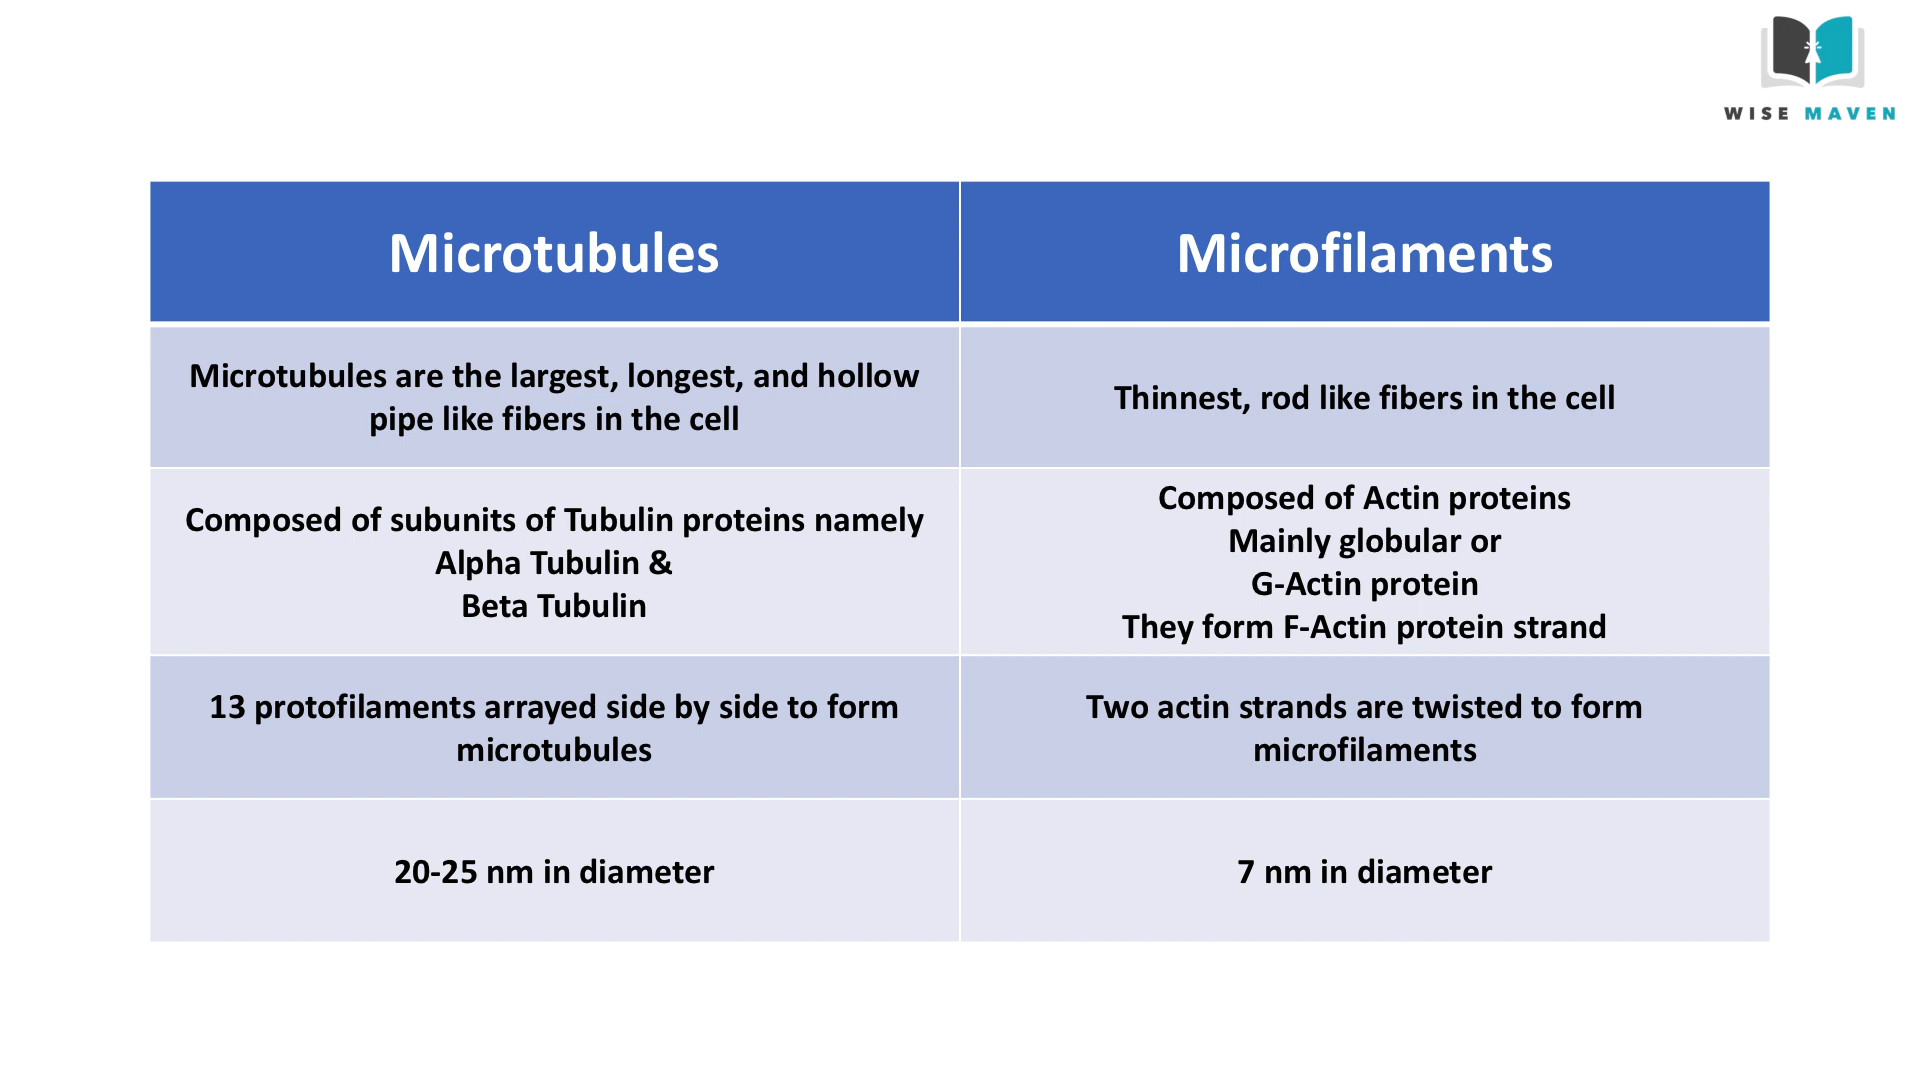 WISE MAVEN
Microtubules
Microfilaments
Microtubules are the largest, longest, and hollow
pipe like fibers in the cell
Thinnest, rod like fibers in the cell
Composed of subunits of Tubulin proteins namely
Alpha Tubulin &
Beta Tubulin
Composed of Actin proteins
Mainly globular or
G-Actin protein
They form F-Actin protein strand
13 protofilaments arrayed side by side to form
microtubules
Two actin strands are twisted to form
microfilaments
20-25 nm in diameter
7 nm in diameter